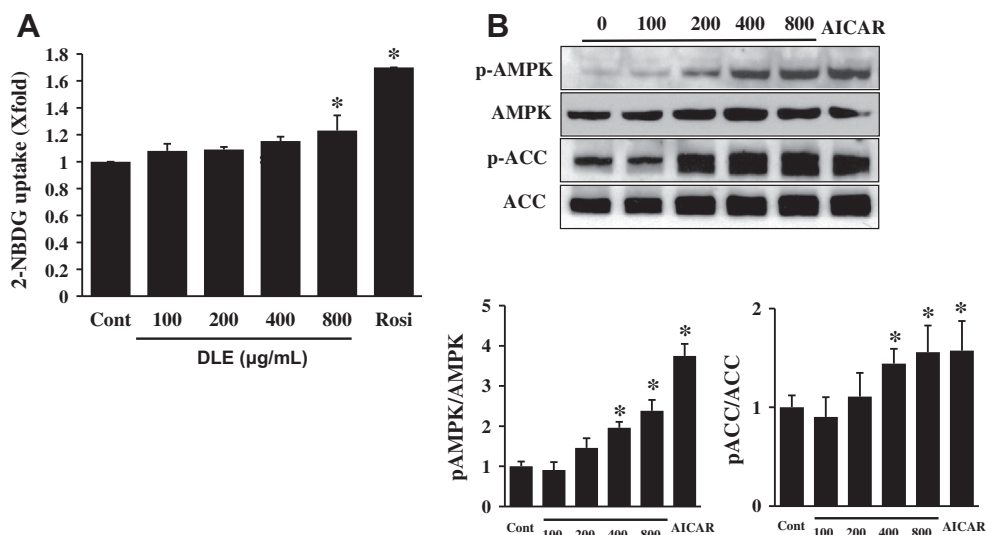 A
2-NBDG uptake (Xfold)
1.8
1.6
1.4
1.2
1
0.8
0.6
0.4
0.2
0
*
*
Cont 100 200 400 800 Rosi
DLE (µg/mL)
B
0 100 200 400 800 AICAR
p-AMPK
AMPK
p-ACC
ACC
pAMPK/AMPK
5
4
3
2
1
0
*
*
*
Cont 100 200 400 800 AICAR
pACC/ACC
2
1
0
*
*
*
Cont 100 200 400 800 AICAR